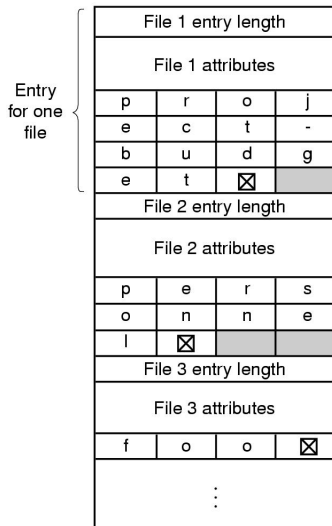 Entry
for one
file
File 1 entry length
File 1 attributes
p r o j
e c t -
b u d g
e t ☒
File 2 entry length
File 2 attributes
p e r s
o n n e
l ☒
File 3 entry length
File 3 attributes
f o o ☒
⋮